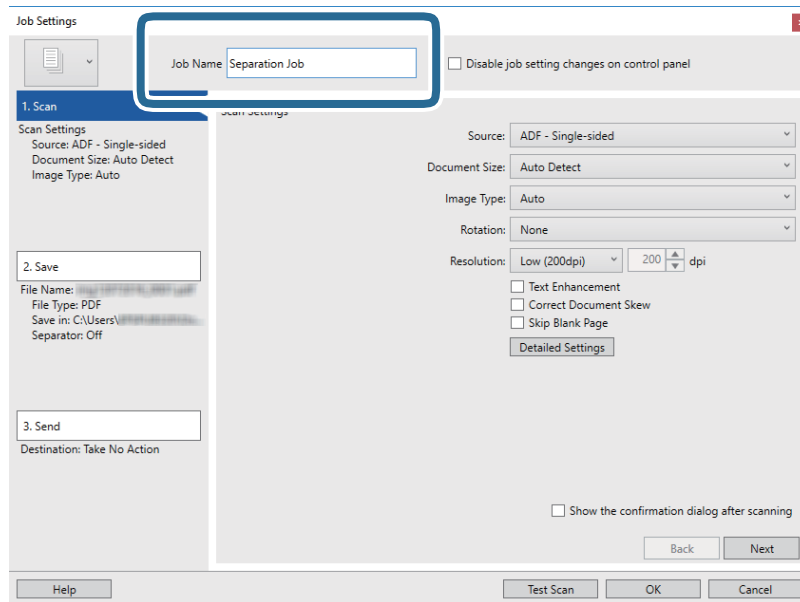 Job Settings
Job Name Separation Job
Disable job setting changes on control panel
1. Scan
Scan Settings
Source: ADF - Single-sided
Document Size: Auto Detect
Image Type: Auto
2. Save
File Name:
File Type: PDF
Save in: C:\Users\
Separator: Off
3. Send
Destination: Take No Action
Scan Settings
Source: ADF - Single-sided
Document Size: Auto Detect
Image Type: Auto
Rotation: None
Resolution: Low (200dpi) 200 dpi
Text Enhancement
Correct Document Skew
Skip Blank Page
Detailed Settings
Show the confirmation dialog after scanning
Back Next
Help Test Scan OK Cancel